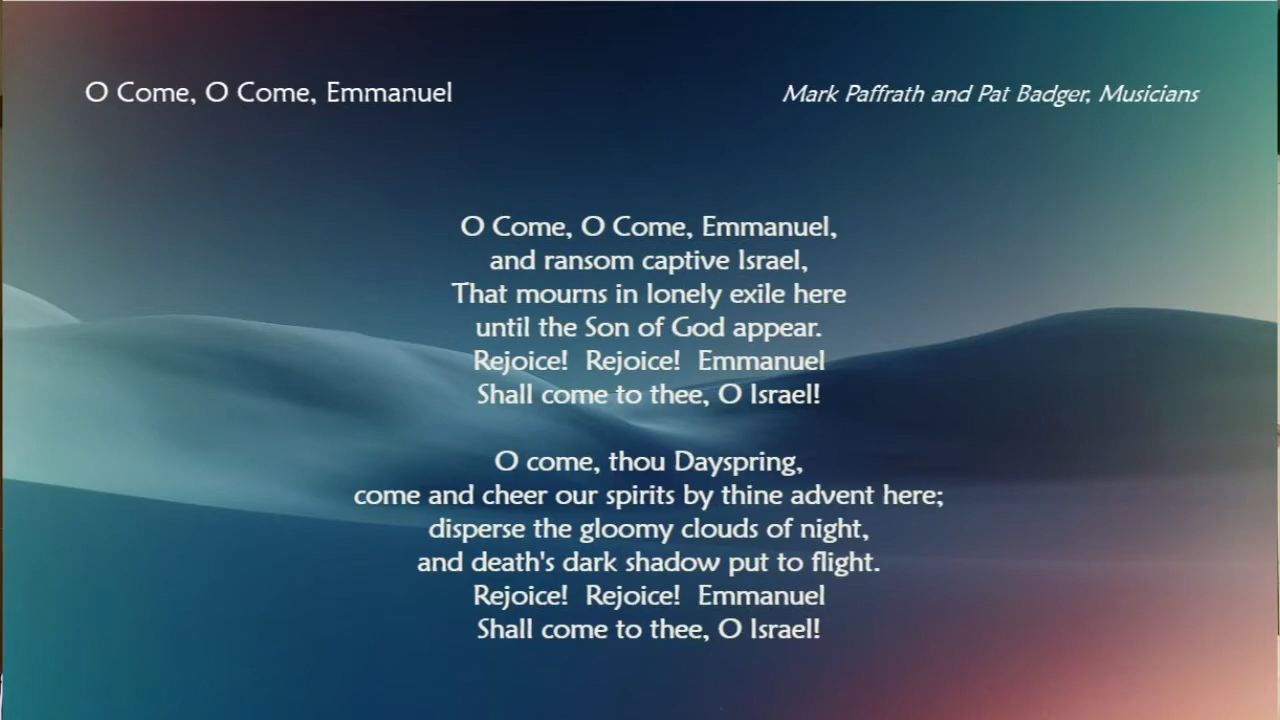 O Come, O Come, Emmanuel
Mark Paffrath and Pat Badger, Musicians
O Come, O Come, Emmanuel,
and ransom captive Israel,
That mourns in lonely exile here
until the Son of God appear.
Rejoice!  Rejoice!  Emmanuel
Shall come to thee, O Israel!
O come, thou Dayspring,
come and cheer our spirits by thine advent here;
disperse the gloomy clouds of night,
and death's dark shadow put to flight.
Rejoice!  Rejoice!  Emmanuel
Shall come to thee, O Israel!